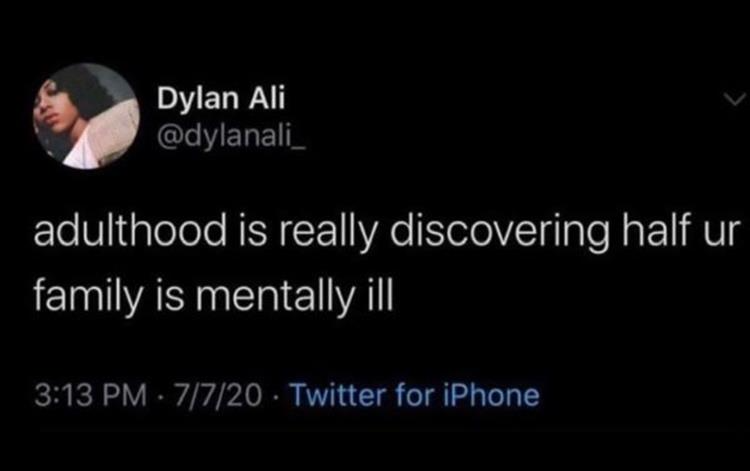 Dylan Ali
@dylanali_
adulthood is really discovering half ur
family is mentally ill
3:13 PM · 7/7/20 · Twitter for iPhone